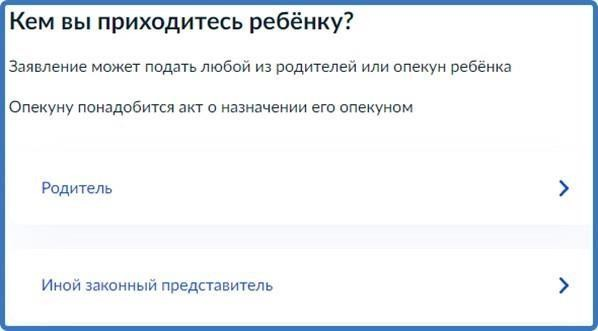 Кем вы приходитесь ребёнку?
Заявление может подать любой из родителей или опекун ребёнка
Опекуну понадобится акт о назначении его опекуном
Родитель
Иной законный представитель